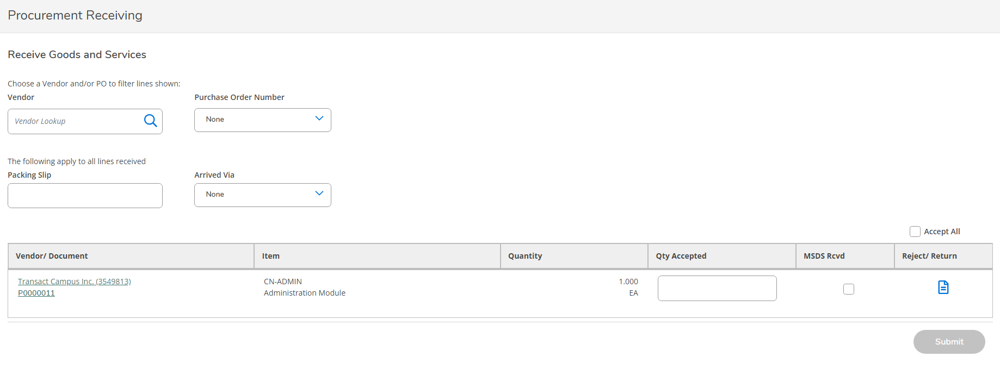 Procurement Receiving
Receive Goods and Services
Choose a Vendor and/or PO to filter lines shown:
Vendor
Purchase Order Number
Vendor Lookup
None
The following apply to all lines received
Packing Slip
Arrived Via
None
Accept All
Vendor/ Document
Item
Quantity
Qty Accepted
MSDS Rcvd
Reject/ Return
Transact Campus Inc. (3549813)
P0000011
CN-ADMIN
Administration Module
1.000
EA
Submit